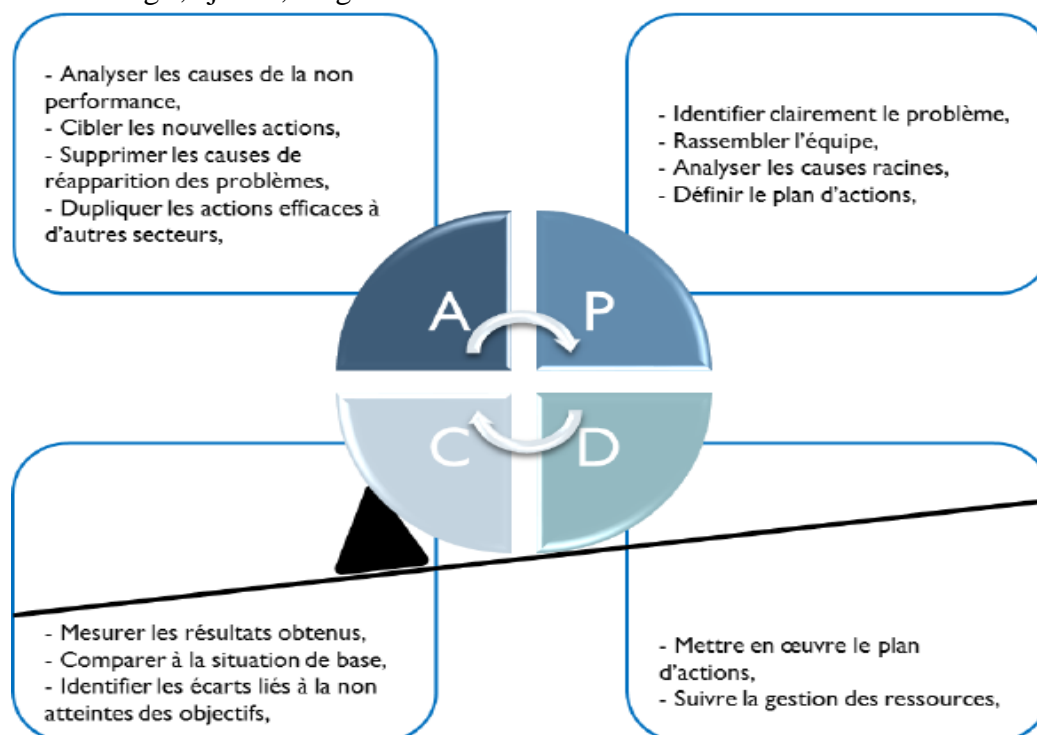 - Analyser les causes de la non
performance,
- Cibler les nouvelles actions,
- Supprimer les causes de
réapparition des problèmes,
- Dupliquer les actions efficaces à
d'autres secteurs,
- Identifier clairement le problème,
- Rassembler l'équipe,
- Analyser les causes racines,
- Définir le plan d'actions,
A
P
C
D
- Mesurer les résultats obtenus,
- Comparer à la situation de base,
- Identifier les écarts liés à la non
atteintes des objectifs,
- Mettre en œuvre le plan
d'actions,
- Suivre la gestion des ressources,